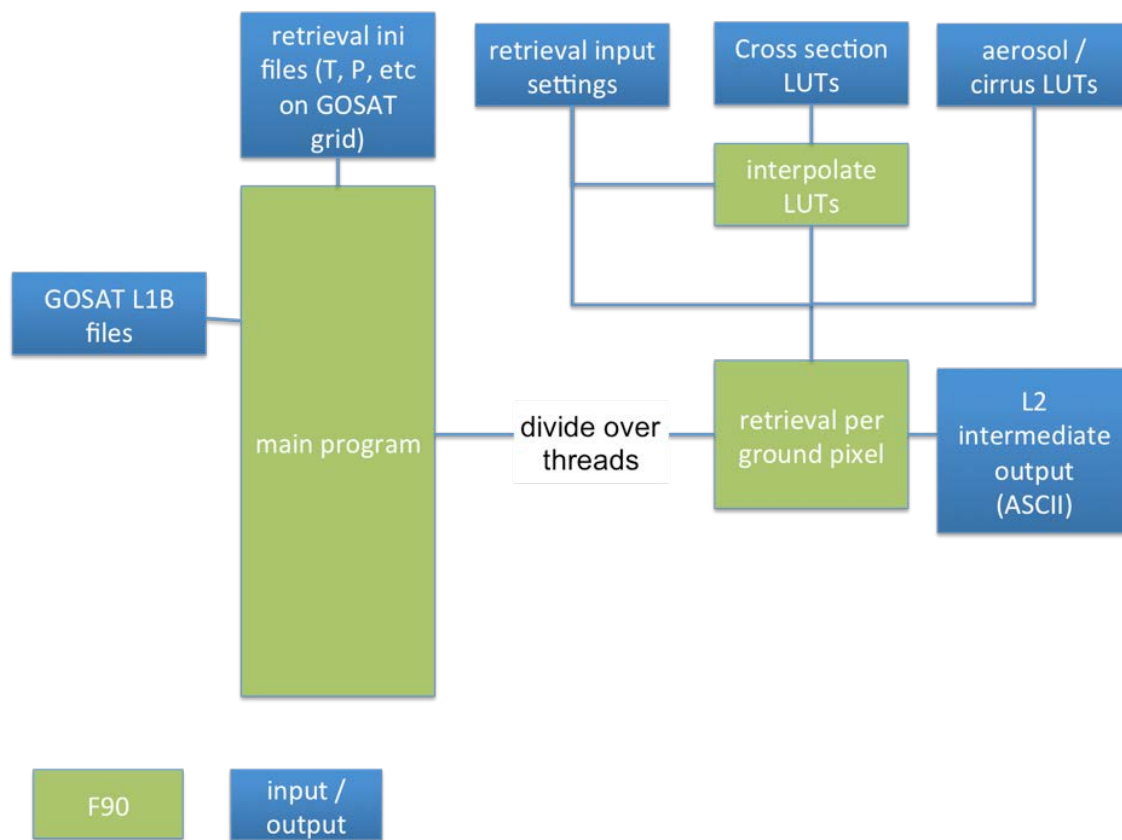 retrieval ini
files (T, P, etc
on GOSAT
grid)
retrieval input
settings
Cross section
LUTs
aerosol /
cirrus LUTs
interpolate
LUTs
GOSAT L1B
files
main program
divide over
threads
retrieval per
ground pixel
L2
intermediate
output
(ASCII)
F90
input /
output